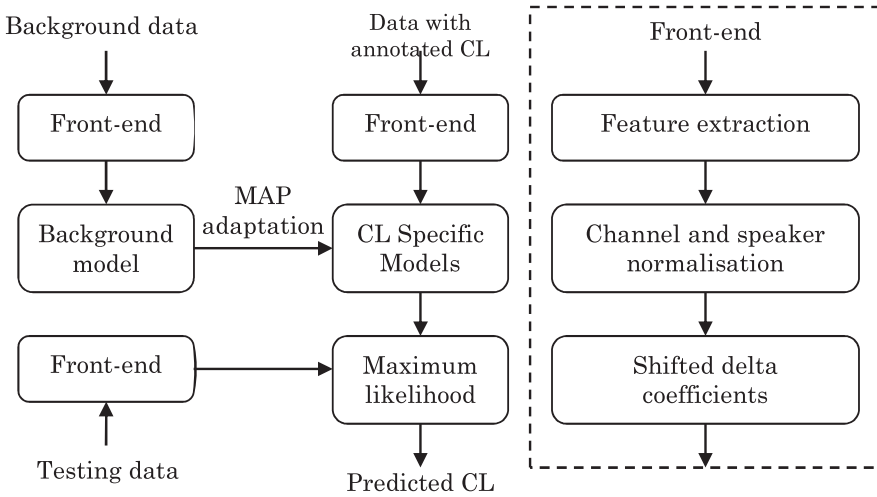 Background data
Front-end
Background
model
MAP
adaptation
Front-end
Testing data
Data with
annotated CL
Front-end
CL Specific
Models
Maximum
likelihood
Predicted CL
Front-end
Feature extraction
Channel and speaker
normalisation
Shifted delta
coefficients